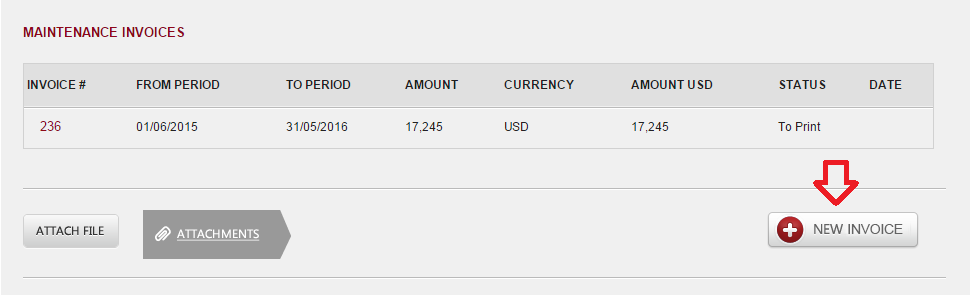 MAINTENANCE INVOICES
INVOICE # FROM PERIOD TO PERIOD AMOUNT CURRENCY AMOUNT USD STATUS DATE
236 01/06/2015 31/05/2016 17,245 USD 17,245 To Print
ATTACH FILE ATTACHMENTS NEW INVOICE